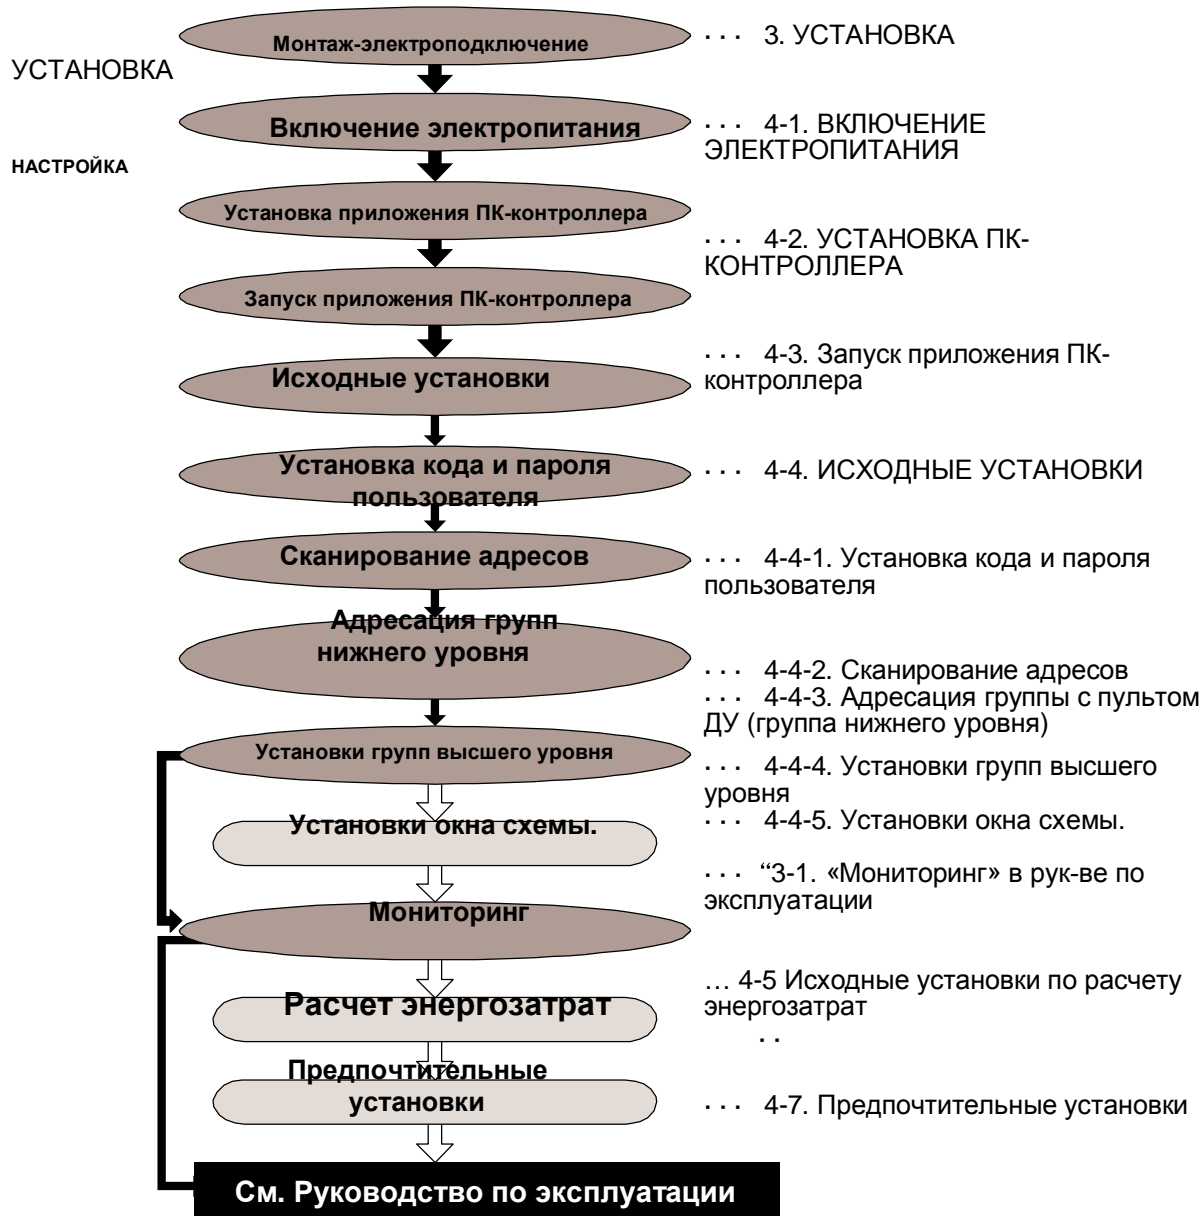 Монтаж-электроподключение
· · · 3. УСТАНОВКА
УСТАНОВКА
Включение электропитания
· · · 4-1. ВКЛЮЧЕНИЕ
ЭЛЕКТРОПИТАНИЯ
НАСТРОЙКА
Установка приложения ПК-контроллера
· · · 4-2. УСТАНОВКА ПК-
КОНТРОЛЛЕРА
Запуск приложения ПК-контроллера
· · · 4-3. Запуск приложения ПК-
контроллера
Исходные установки
Установка кода и пароля
пользователя
· · · 4-4. ИСХОДНЫЕ УСТАНОВКИ
Сканирование адресов
· · · 4-4-1. Установка кода и пароля
пользователя
Адресация групп
нижнего уровня
· · · 4-4-2. Сканирование адресов
· · · 4-4-3. Адресация группы с пультом
ДУ (группа нижнего уровня)
Установки групп высшего уровня
· · · 4-4-4. Установки групп высшего
уровня
Установки окна схемы.
· · · 4-4-5. Установки окна схемы.
· · · “3-1. «Мониторинг» в рук-ве по
эксплуатации
Мониторинг
… 4-5 Исходные установки по расчету
энергозатрат
Расчет энергозатрат
· ·
Предпочтительные
установки
· · · 4-7. Предпочтительные установки
См. Руководство по эксплуатации